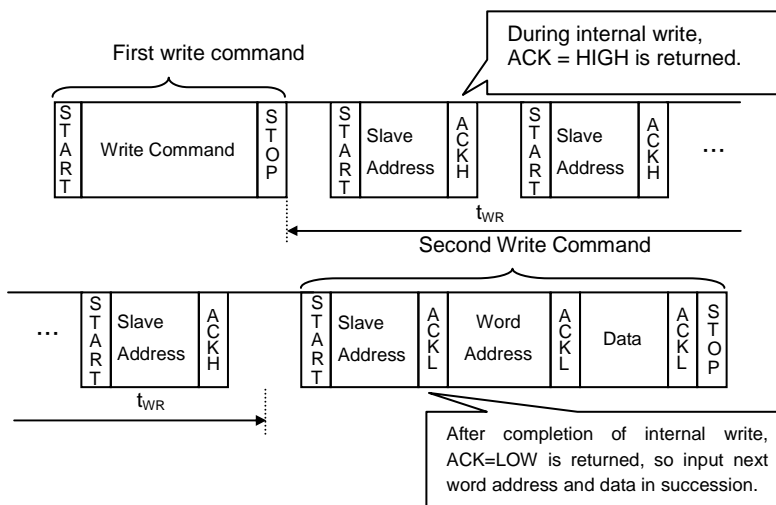 First write command
During internal write,
ACK = HIGH is returned.
START
Write Command
STOP
START
Slave
Address
ACKH
START
Slave
Address
ACKH
...
tWR
Second Write Command
...
START
Slave
Address
ACKH
START
Slave
Address
ACKL
Word
Address
ACKL
Data
ACKL
STOP
tWR
After completion of internal write,
ACK=LOW is returned, so input next
word address and data in succession.